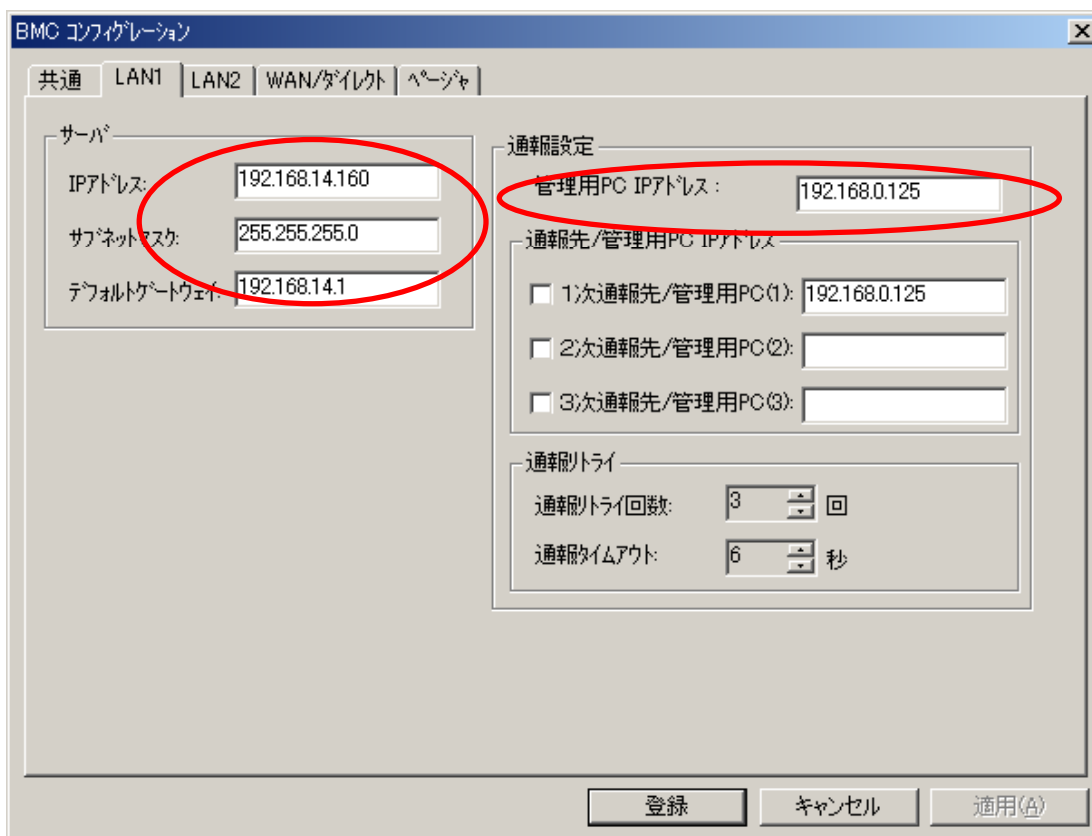 BMC ｺﾝﾌｨｸﾞﾚｰｼｮﾝ
共通 LAN1 LAN2 WAN/ﾀﾞｲﾚｸﾄ ﾍﾟｰｼﾞｬ
ｻｰﾊﾞ
IPｱﾄﾞﾚｽ: 192.168.14.160
ｻﾌﾞﾈｯﾄﾏｽｸ: 255.255.255.0
ﾃﾞﾌｫﾙﾄｹﾞｰﾄｳｪｲ: 192.168.14.1
通報設定
管理用PC IPｱﾄﾞﾚｽ : 192.168.0.125
通報先/管理用PC IPｱﾄﾞﾚｽ
1次通報先/管理用PC(1): 192.168.0.125
2次通報先/管理用PC(2):
3次通報先/管理用PC(3):
通報ﾘﾄﾗｲ
通報ﾘﾄﾗｲ回数: 3 回
通報ﾀｲﾑｱｳﾄ: 6 秒
登録 キャンセル 適用(A)